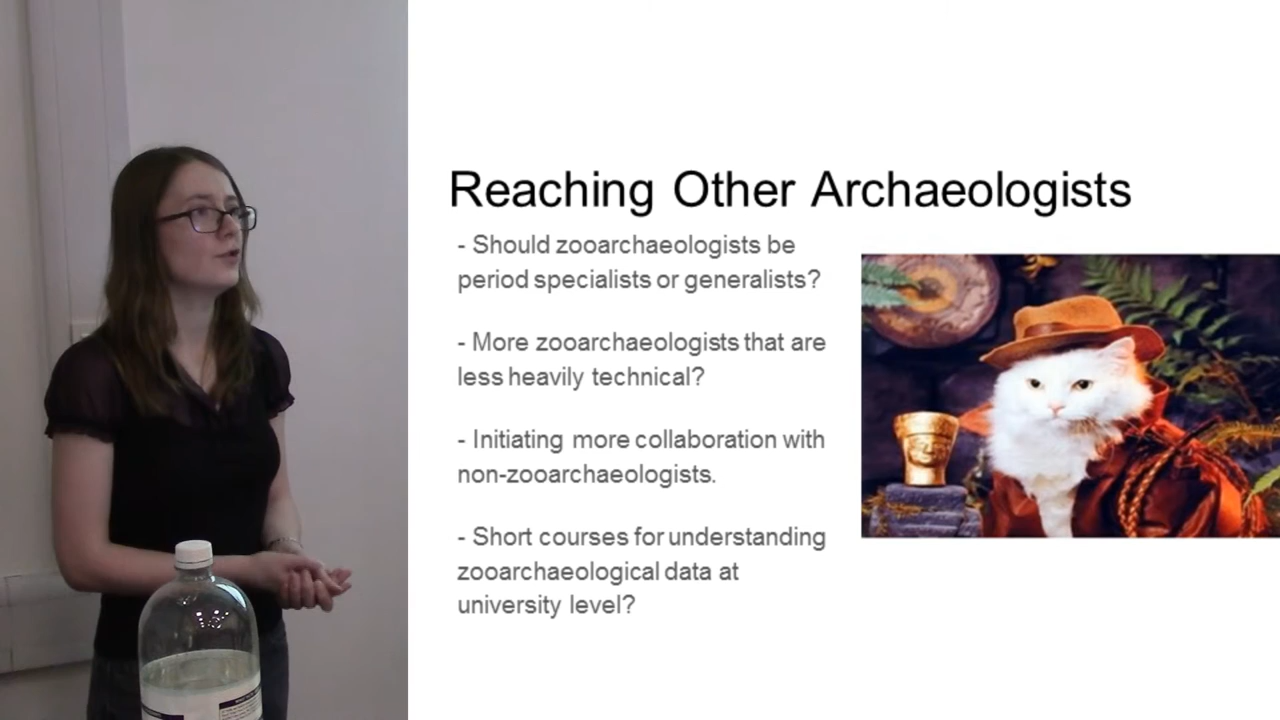 Reaching Other Archaeologists
- Should zooarchaeologists be
period specialists or generalists?
- More zooarchaeologists that are
less heavily technical?
- Initiating more collaboration with
non-zooarchaeologists.
- Short courses for understanding
zooarchaeological data at
university level?